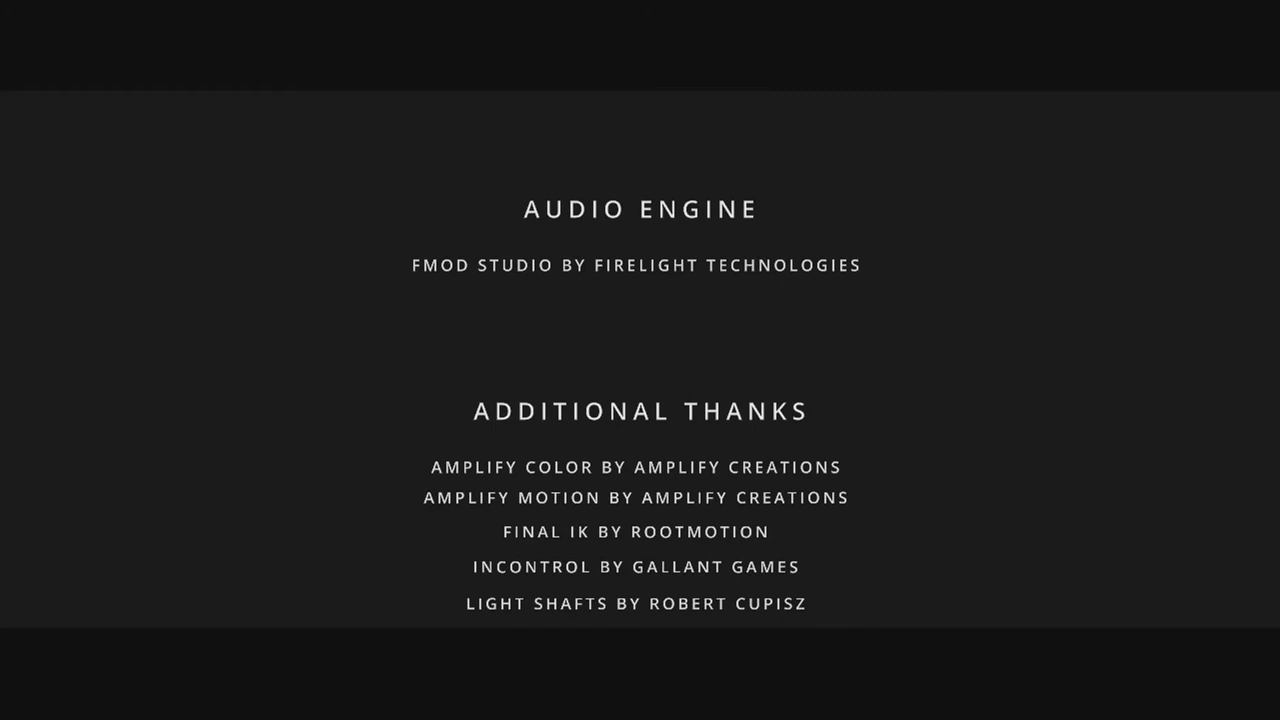 AUDIO ENGINE
FMOD STUDIO BY FIRELIGHT TECHNOLOGIES
ADDITIONAL THANKS
AMPLIFY COLOR BY AMPLIFY CREATIONS
AMPLIFY MOTION BY AMPLIFY CREATIONS
FINAL IK BY ROOTMOTION
INCONTROL BY GALLANT GAMES
LIGHT SHAFTS BY ROBERT CUPISZ